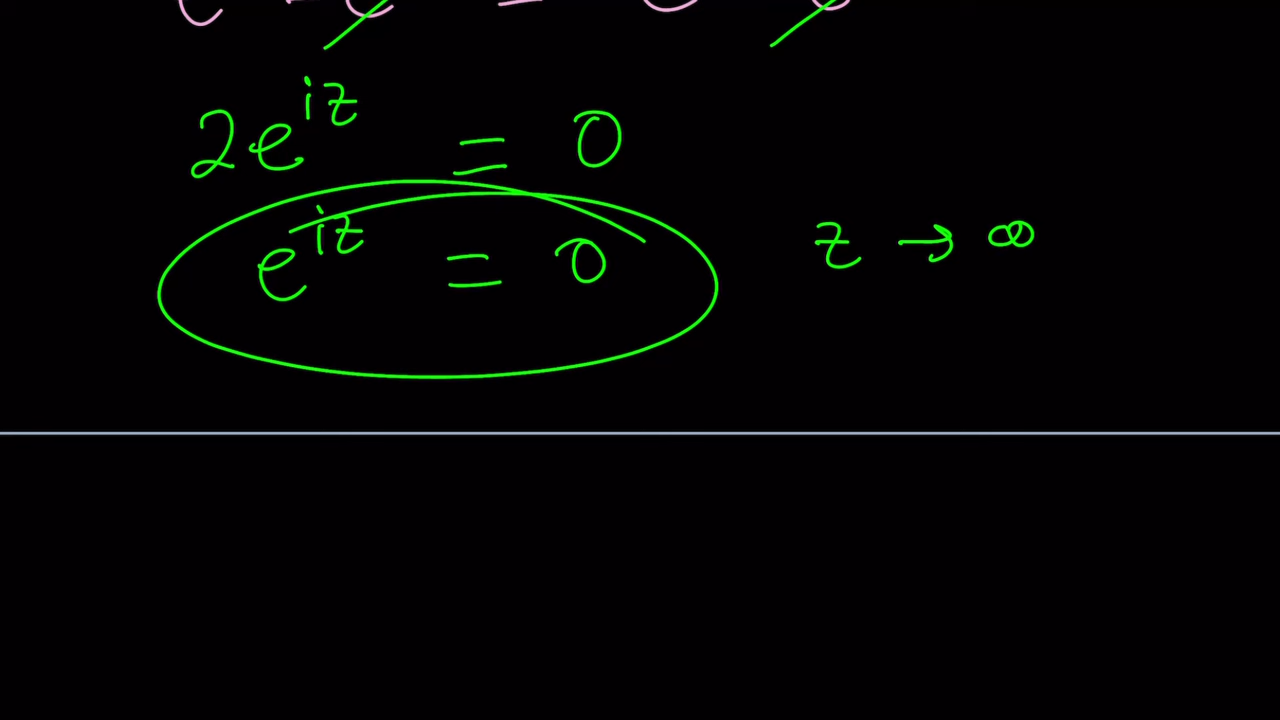 2e^{iz} = 0
e^{iz} = 0 z → ∞